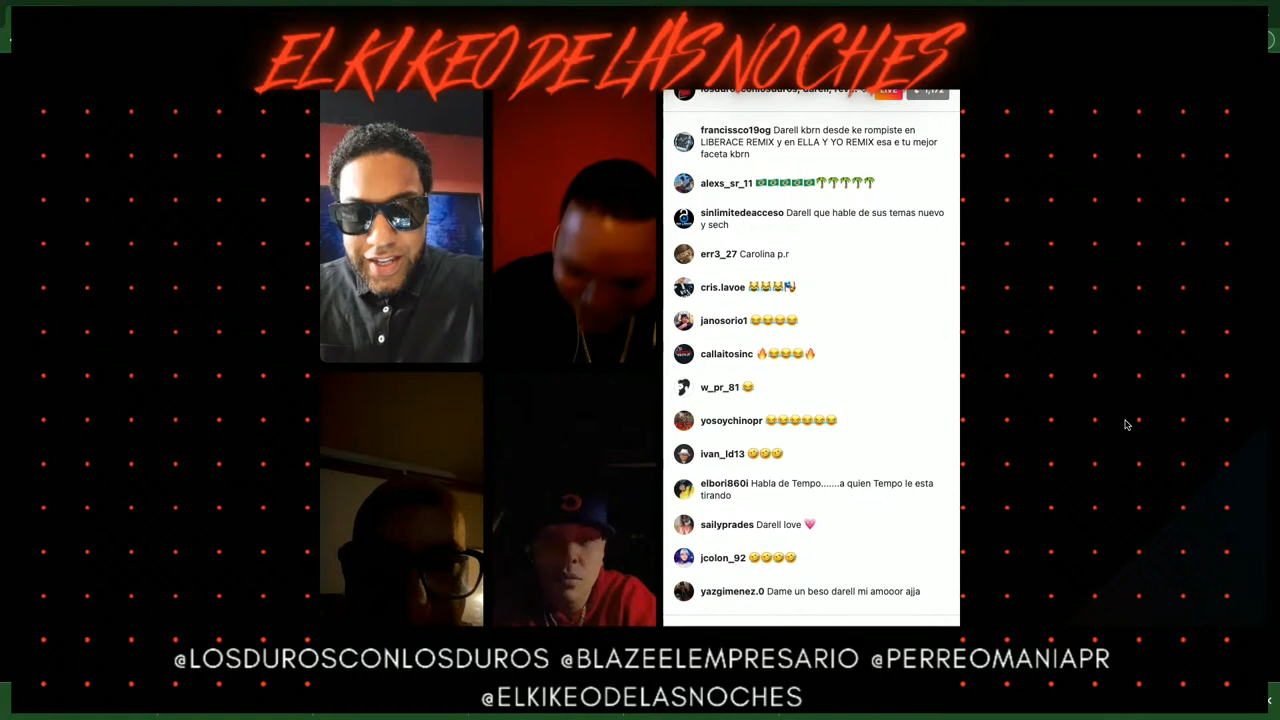 EL KIKEO DE LAS NOCHES
LIVE
francissco19og Darell kbrn desde ke rompiste en
LIBERACE REMIX y en ELLA Y YO REMIX esa e tu mejor
faceta kbrn
alexs_sr_11 🇧🇷🇧🇷🇧🇷🇧🇷🇧🇷🌴🌴🌴🌴🌴
sinlimitedeacceso Darell que hable de sus temas nuevo
y sech
err3_27 Carolina p.r
cris.lavoe
janosorio1 😂😂😂😂
callaitosinc 🔥😂😂😂🔥
w_pr_81 😂
yosoychinopr 😂😂😂😂😂😂
ivan_ld13 🤣🤣🤣
elbori860i Habla de Tempo.......a quien Tempo le esta
tirando
sailyprades Darell love 💗
jcolon_92 🤣🤣🤣🤣
yazgimenez.0 Dame un beso darell mi amooor ajja
@LOSDUROSCONLOSDUROS @BLAZEELEMPRESARIO @PERREOMANIAPR
@ELKIKEODELASNOCHES